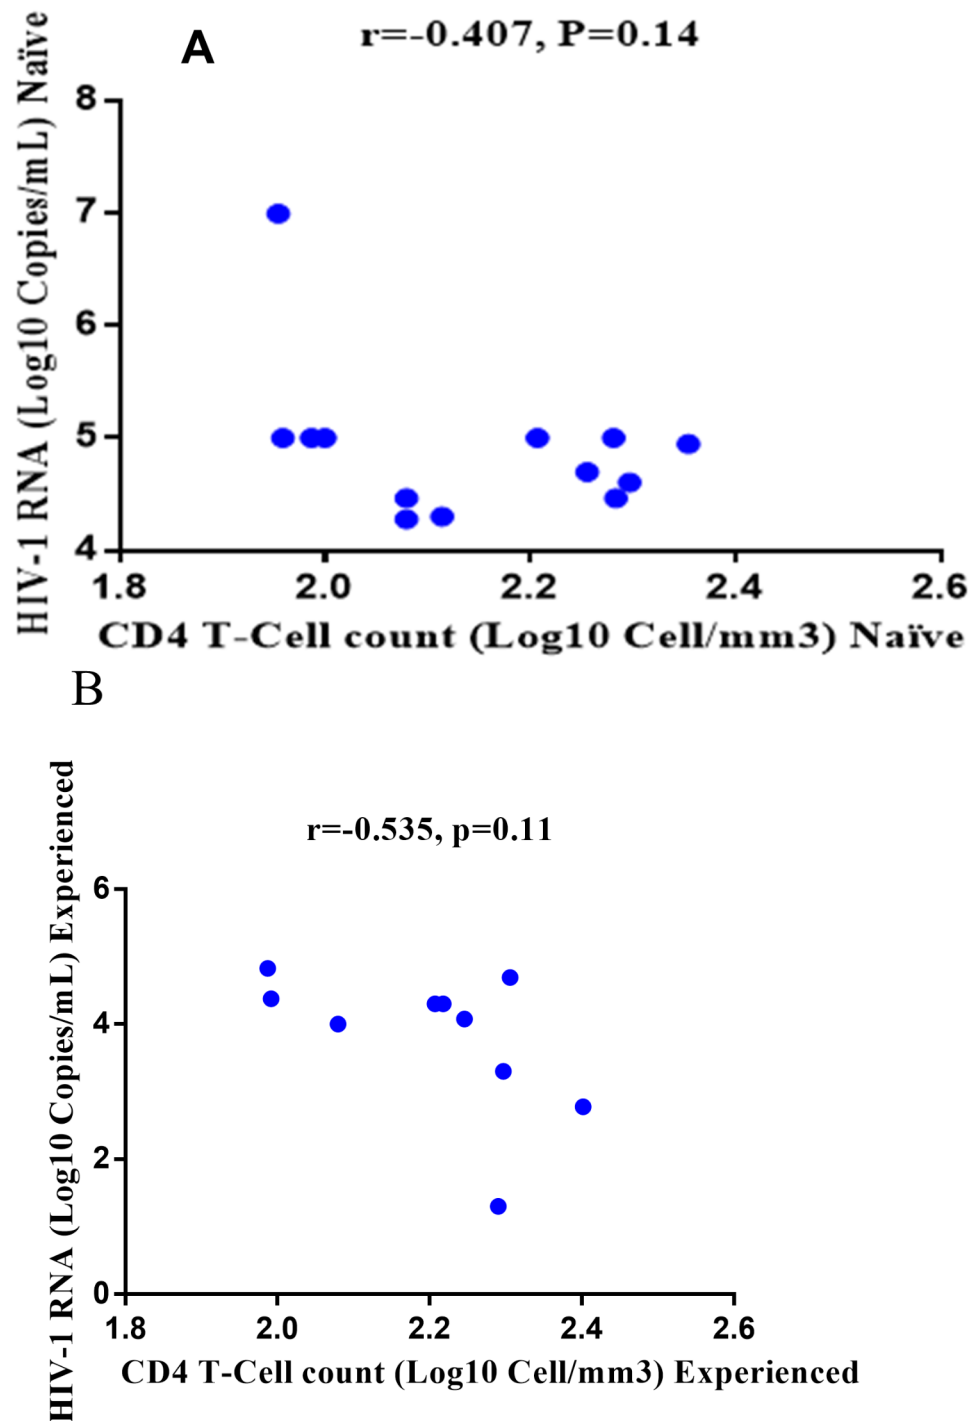 A
r=-0.407, P=0.14
HIV-1 RNA (Log10 Copies/mL) Naïve
8
7
6
5
4
1.8 2.0 2.2 2.4 2.6
CD4 T-Cell count (Log10 Cell/mm3) Naïve
B
r=-0.535, p=0.11
HIV-1 RNA (Log10 Copies/mL) Experienced
6
4
2
0
1.8 2.0 2.2 2.4 2.6
CD4 T-Cell count (Log10 Cell/mm3) Experienced